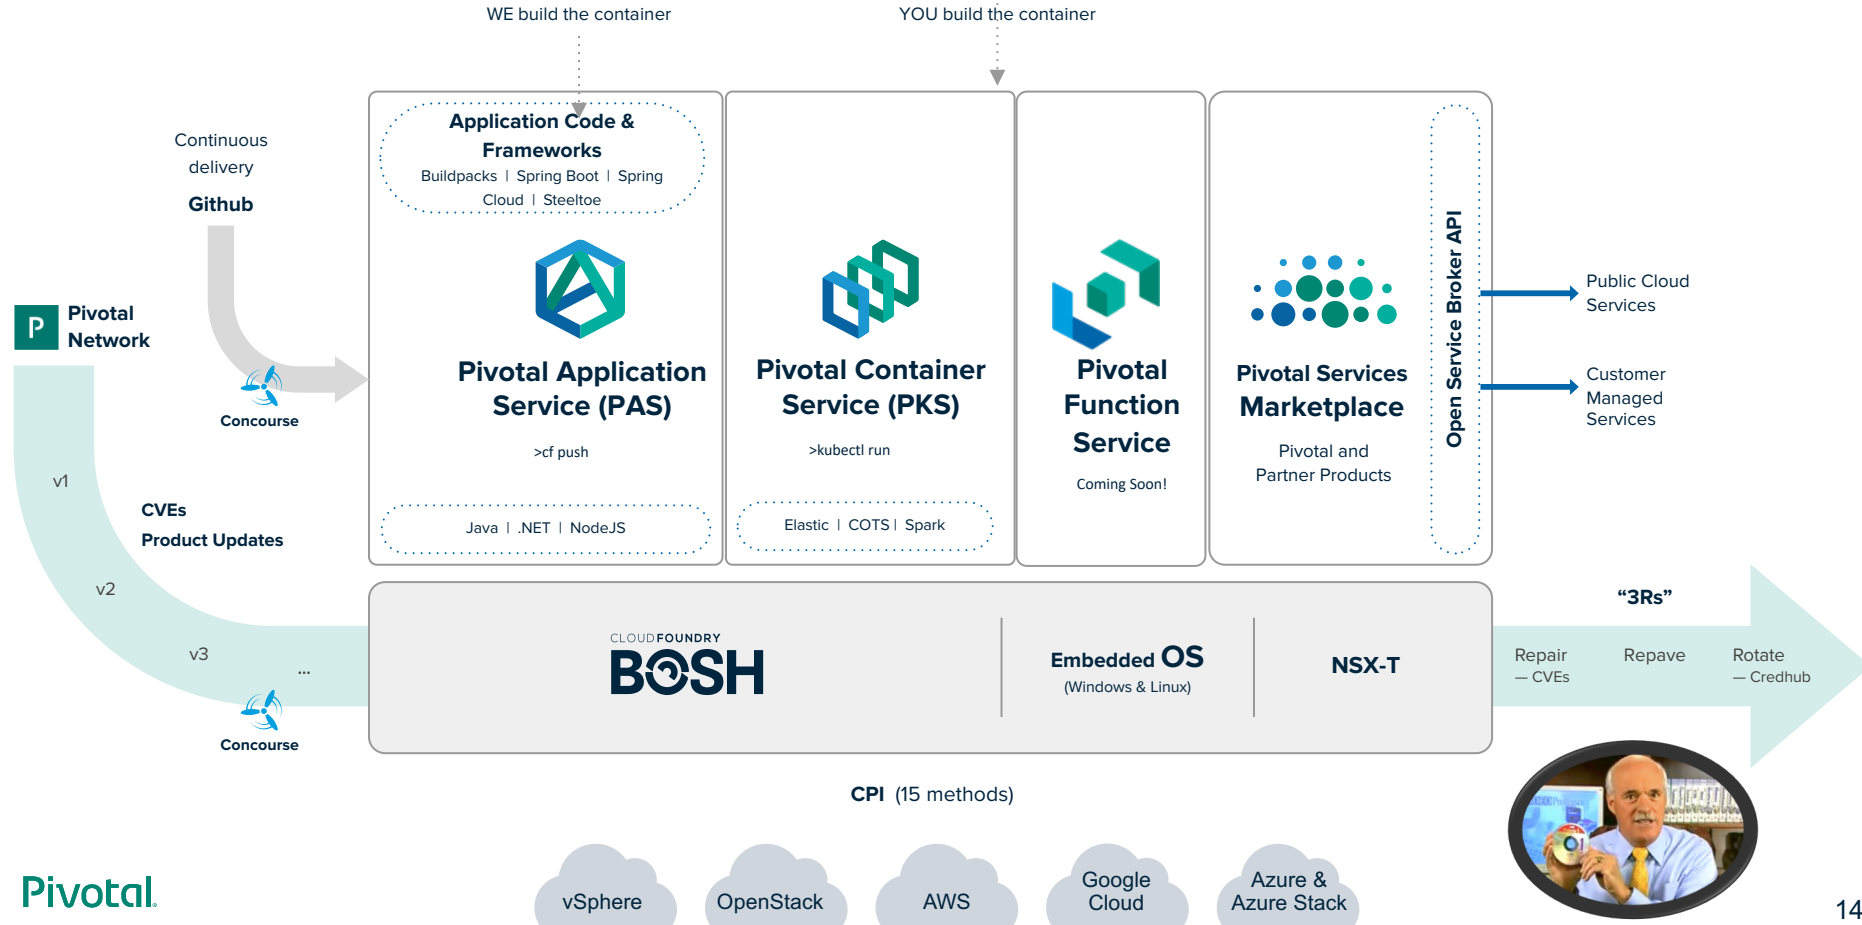 WE build the container
YOU build the container
Continuous
delivery
Github
Concourse
P
Pivotal
Network
v1
v2
v3
...
CVEs
Product Updates
Concourse
Application Code &
Frameworks
Buildpacks | Spring Boot | Spring
Cloud | Steeltoe
Pivotal Application
Service (PAS)
>cf push
Java | .NET | NodeJS
Pivotal Container
Service (PKS)
>kubectl run
Elastic | COTS | Spark
Pivotal
Function
Service
Coming Soon!
Pivotal Services
Marketplace
Pivotal and
Partner Products
Open Service Broker API
Public Cloud
Services
Customer
Managed
Services
CLOUDFOUNDRY
BOSH
Embedded OS
(Windows & Linux)
NSX-T
“3Rs”
Repair
— CVEs
Repave
Rotate
— Credhub
CPI (15 methods)
vSphere
OpenStack
AWS
Google
Cloud
Azure &
Azure Stack
Pivotal.
14